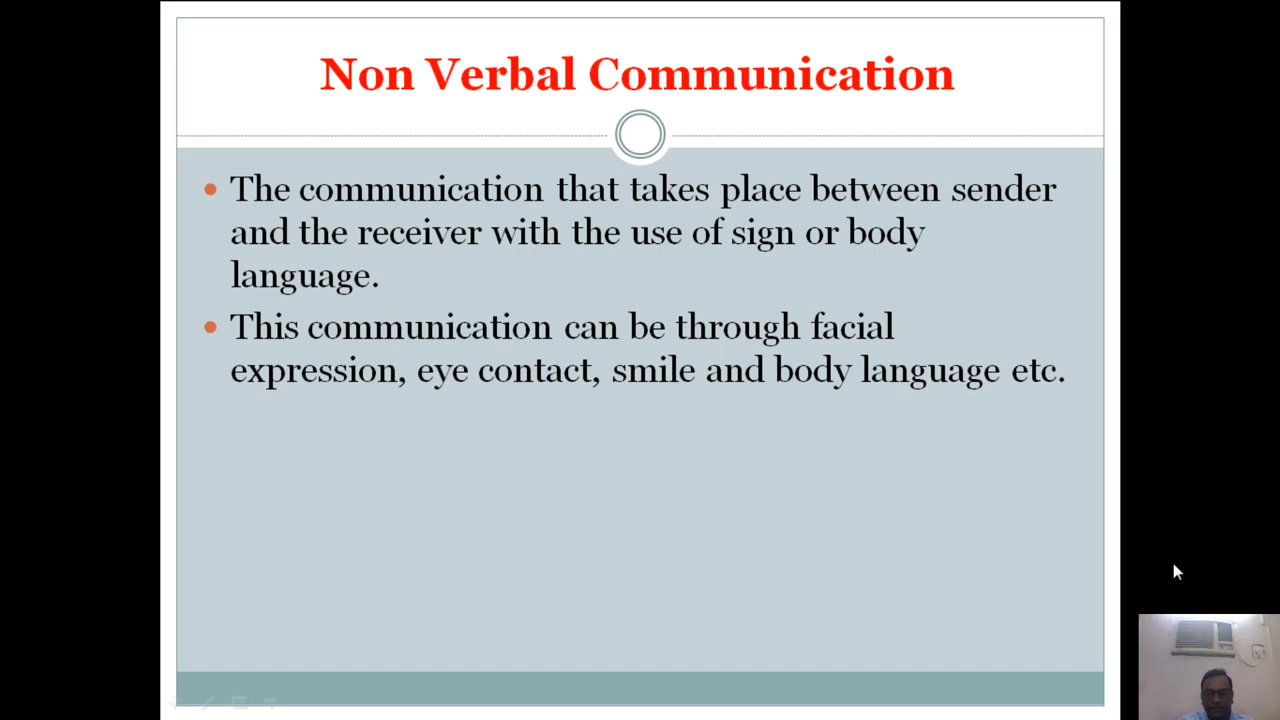 Non Verbal Communication
The communication that takes place between sender
and the receiver with the use of sign or body
language.
This communication can be through facial
expression, eye contact, smile and body language etc.